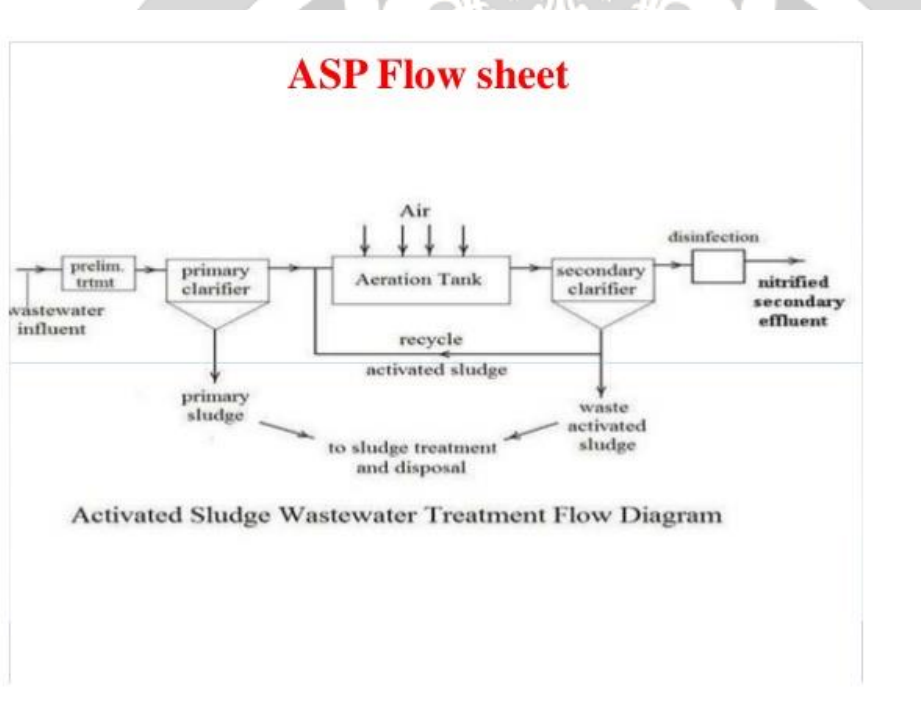 ASP Flow sheet
Air
disinfection
prelim.
trtmt
primary
clarifier
Aeration Tank
secondary
clarifier
nitrified
secondary
effluent
wastewater
influent
recycle
activated sludge
primary
sludge
waste
activated
sludge
to sludge treatment
and disposal
Activated Sludge Wastewater Treatment Flow Diagram